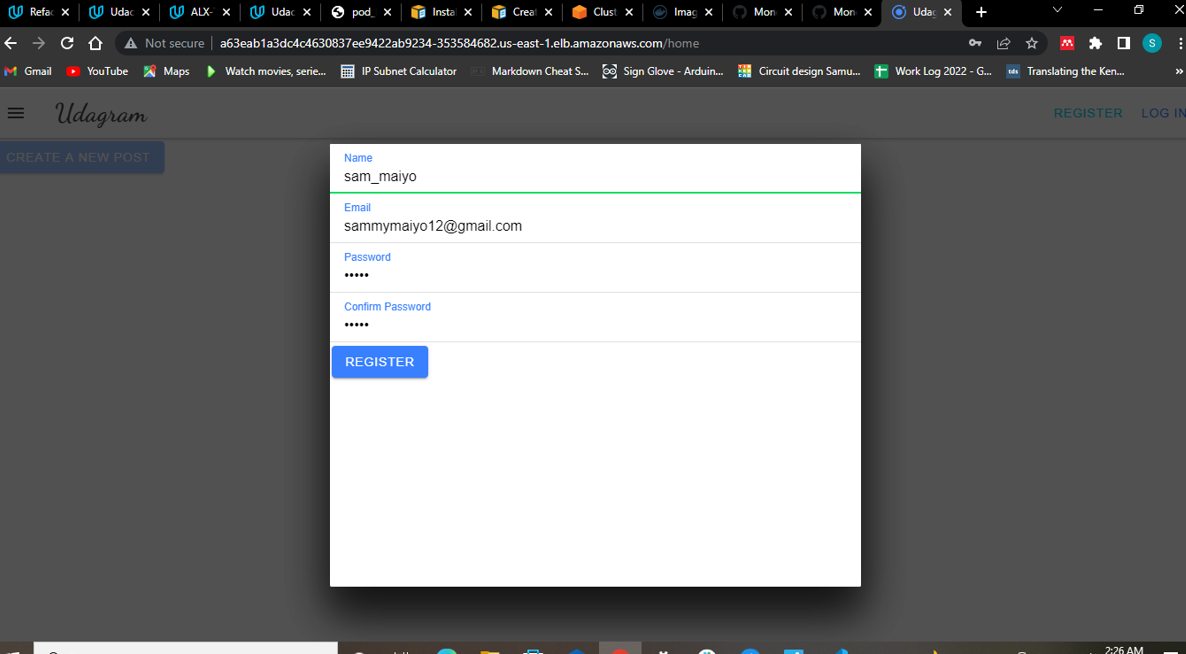 Refac
Udac
ALX-
Udac
pod_
Insta
Crea
Clust
Imag
Mon
Mon
Udag
Not secure
a63eab1a3dc4c4630837ee9422ab9234-353584682.us-east-1.elb.amazonaws.com/home
S
Gmail
YouTube
Maps
Watch movies, serie...
IP Subnet Calculator
Markdown Cheat S...
Sign Glove - Arduin...
Circuit design Samu...
Work Log 2022 - G...
Translating the Ken...
Udagram
REGISTER
LOG IN
CREATE A NEW POST
Name
sam_maiyo
Email
sammymaiyo12@gmail.com
Password
•••••
Confirm Password
•••••
REGISTER
2:26 AM